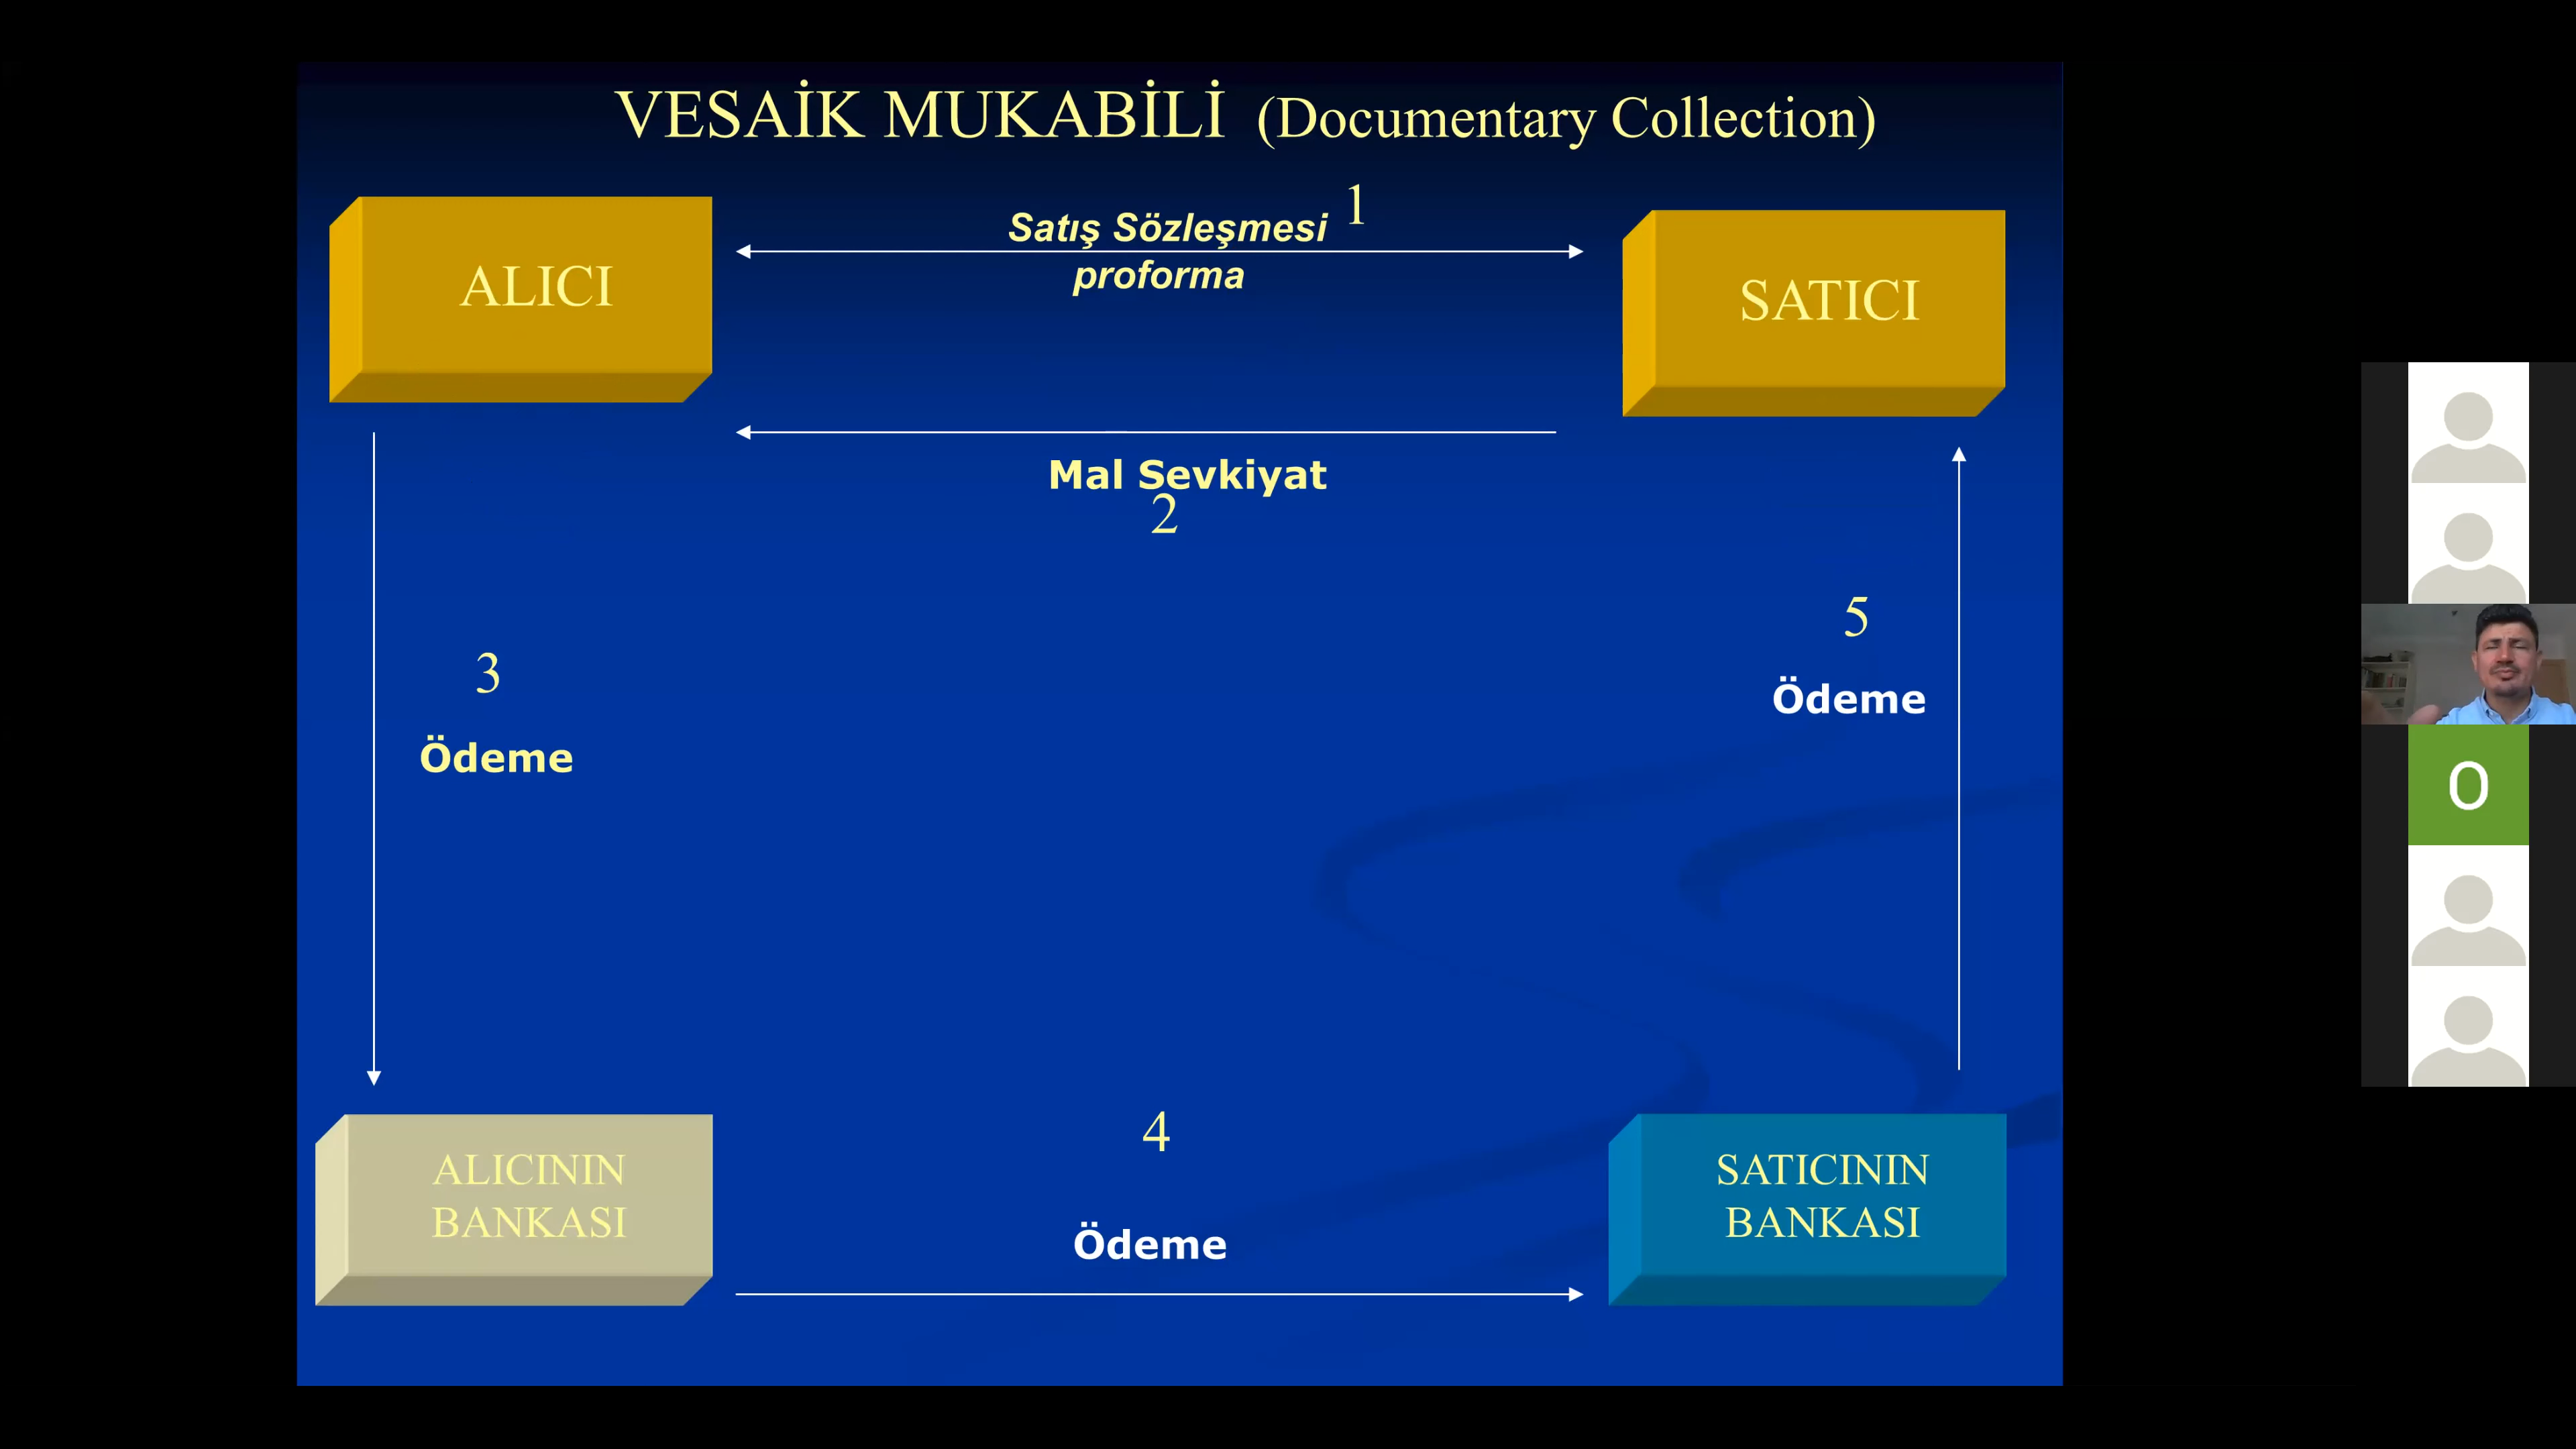 VESAİK MUKABİLİ (Documentary Collection)
1
Satış Sözleşmesi
proforma
ALICI
SATICI
Mal Sevkiyat
2
3
Ödeme
5
Ödeme
O
4
Ödeme
ALICININ
BANKASI
SATICININ
BANKASI